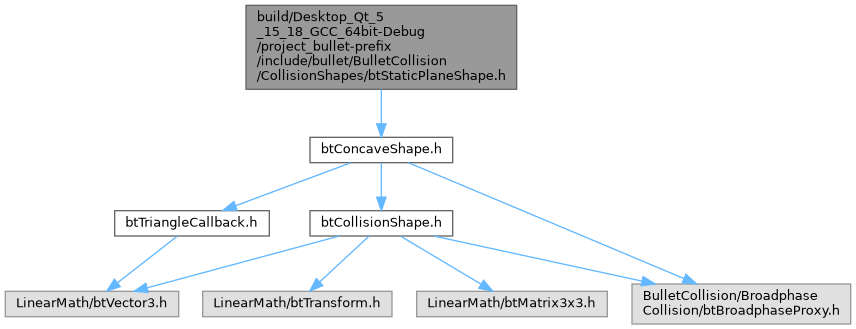 build/Desktop_Qt_5
_15_18_GCC_64bit-Debug
/project_bullet-prefix
/include/bullet/BulletCollision
/CollisionShapes/btStaticPlaneShape.h
btConcaveShape.h
btTriangleCallback.h
btCollisionShape.h
LinearMath/btVector3.h
LinearMath/btTransform.h
LinearMath/btMatrix3x3.h
BulletCollision/Broadphase
Collision/btBroadphaseProxy.h